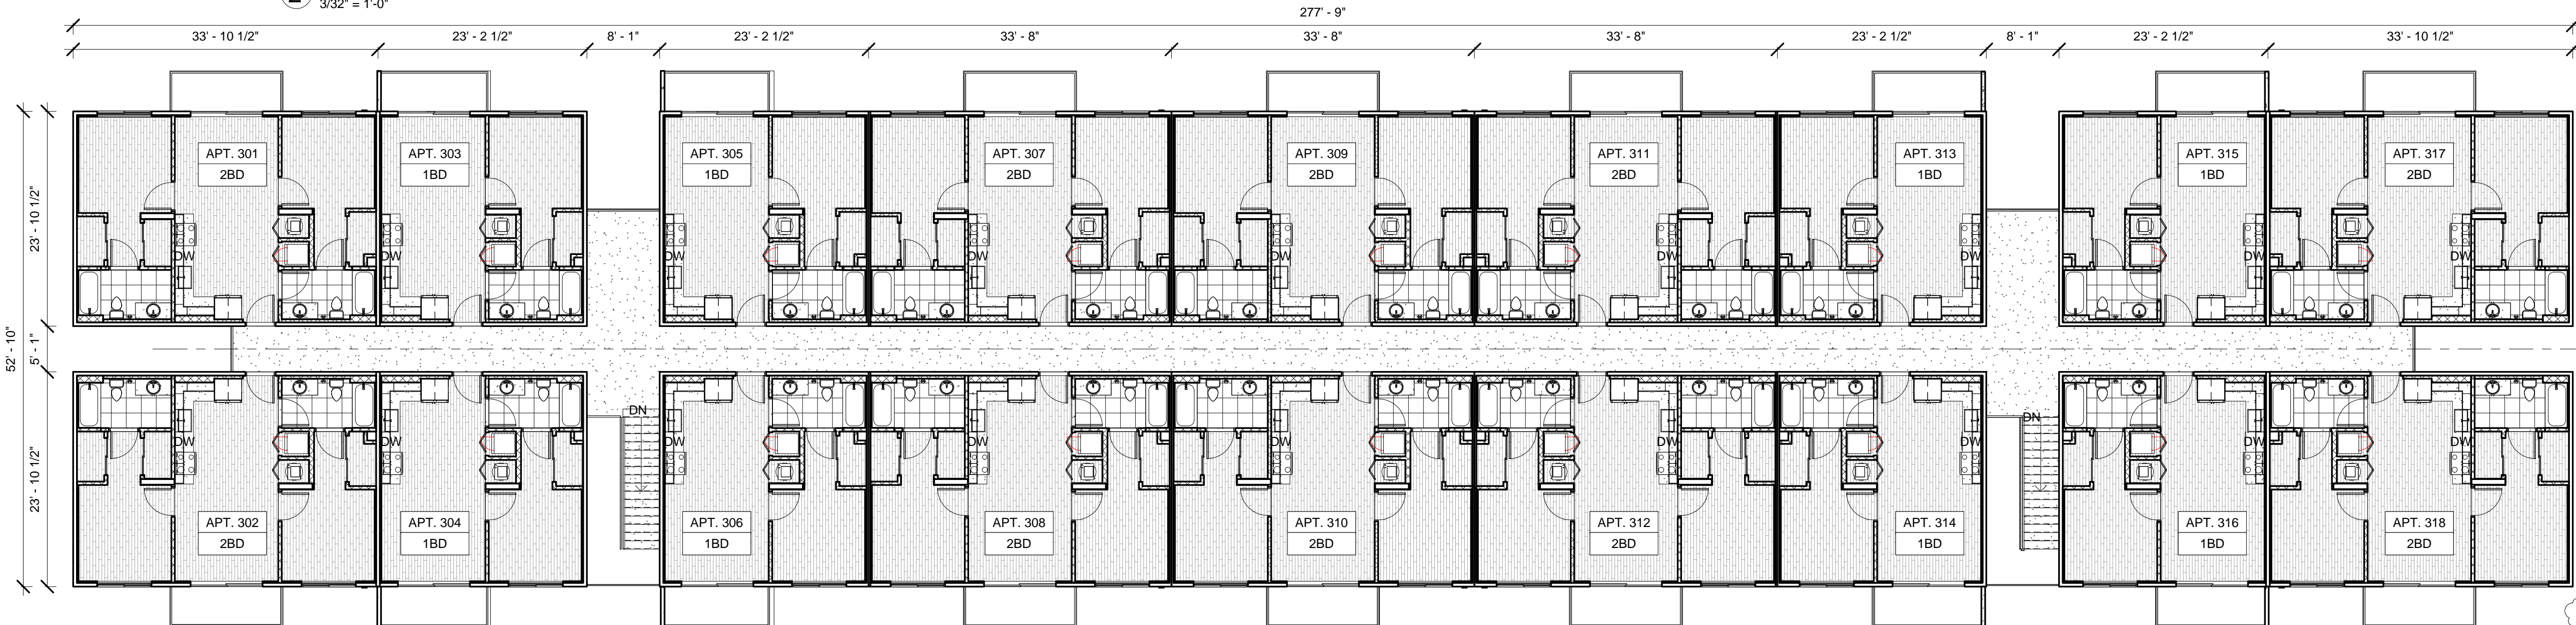 3/32" = 1'-0"
277' - 9"
33' - 10 1/2"
23' - 2 1/2"
8' - 1"
23' - 2 1/2"
33' - 8"
33' - 8"
33' - 8"
23' - 2 1/2"
8' - 1"
23' - 2 1/2"
33' - 10 1/2"
52' - 10"
23' - 10 1/2"
5' - 1"
23' - 10 1/2"
APT. 301
2BD
APT. 303
1BD
APT. 305
1BD
APT. 307
2BD
APT. 309
2BD
APT. 311
2BD
APT. 313
1BD
APT. 315
1BD
APT. 317
2BD
DW
DW
DW
DW
DW
DW
DW
DW
DW
DN
DN
DW
DW
DW
DW
DW
DW
DW
DW
DW
APT. 302
2BD
APT. 304
1BD
APT. 306
1BD
APT. 308
2BD
APT. 310
2BD
APT. 312
2BD
APT. 314
1BD
APT. 316
1BD
APT. 318
2BD